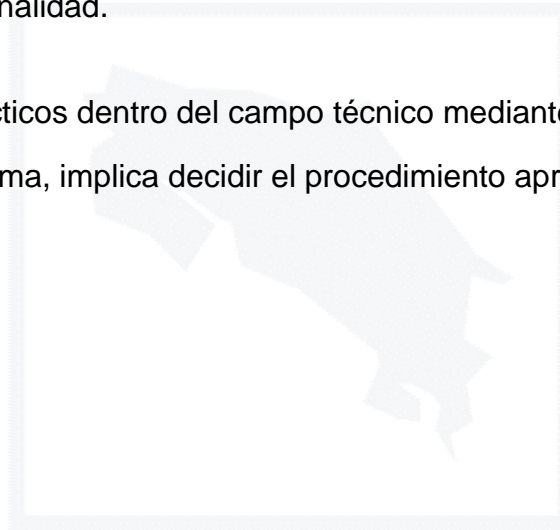 nalidad.
cticos dentro del campo técnico mediante
ma, implica decidir el procedimiento apr